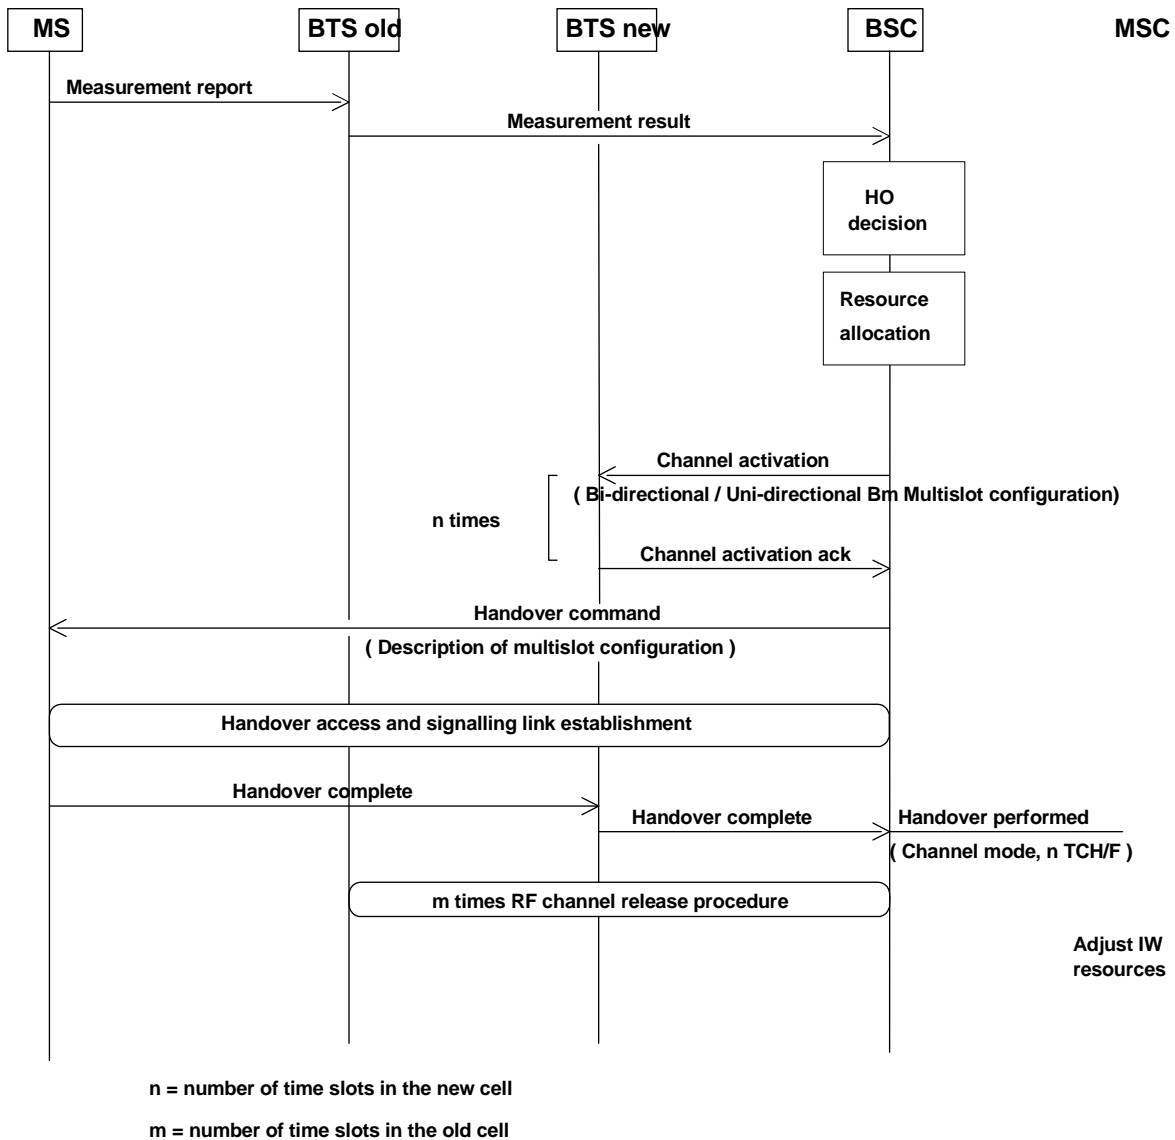 MS BTS old BTS new BSC MSC
Measurement report
Measurement result
HO
decision
Resource
allocation
Channel activation
( Bi-directional / Uni-directional Bm Multislot configuration)
n times
Channel activation ack
Handover command
( Description of multislot configuration )
Handover access and signalling link establishment
Handover complete
Handover complete
Handover performed
( Channel mode, n TCH/F )
m times RF channel release procedure
Adjust IW
resources
n = number of time slots in the new cell
m = number of time slots in the old cell